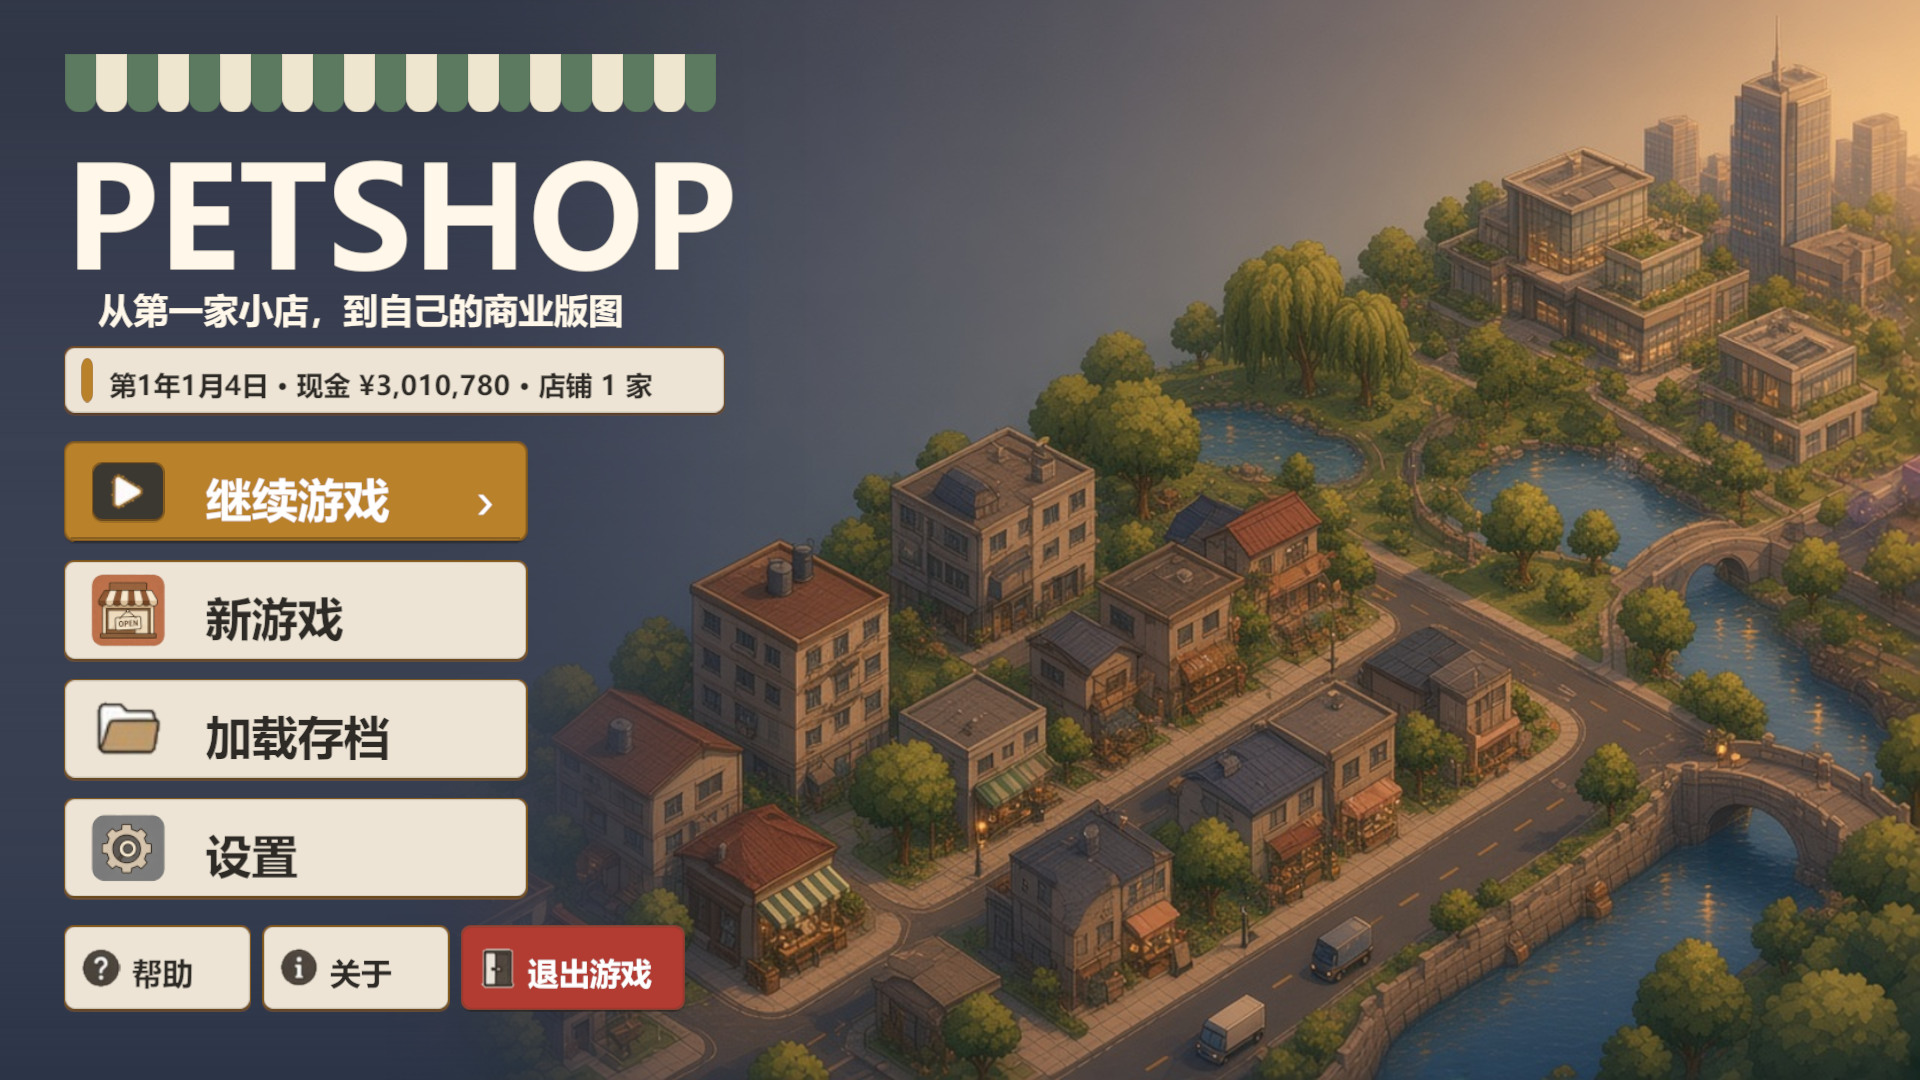 PETSHOP
从第一家小店，到自己的商业版图
第1年1月4日 • 现金 ¥3,010,780 • 店铺 1 家
继续游戏 ›
OPEN
新游戏
加载存档
设置
? 帮助
i 关于
退出游戏